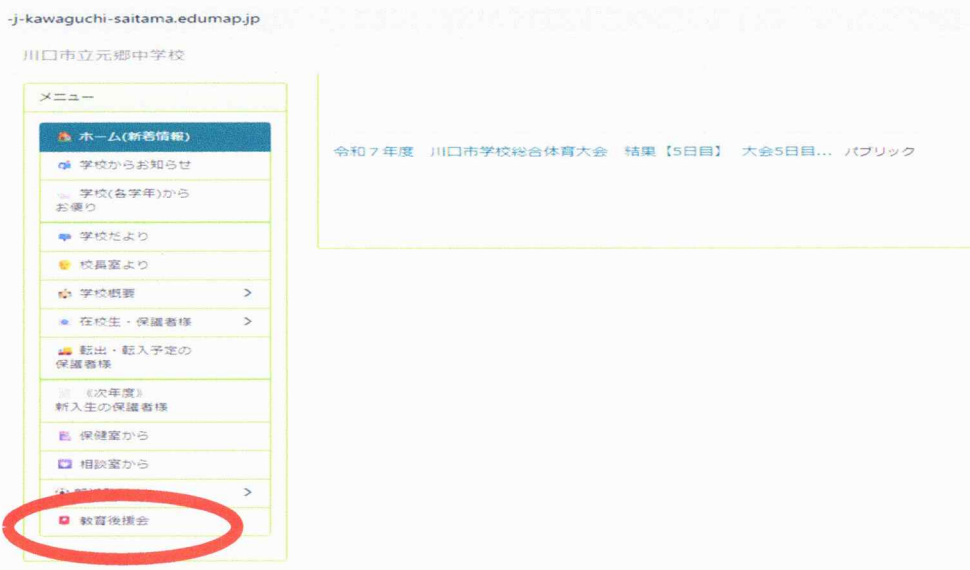 -j-kawaguchi-saitama.edumap.jp
川口市立元郷中学校
メニュー
ホーム(新着情報)
学校からお知らせ
学校(各学年)から
お便り
学校だより
校長室より
学校概要
在校生・保護者様
転出・転入予定の
保護者様
《次年度》
新入生の保護者様
保健室から
相談室から
教育後援会
令和7年度 川口市学校総合体育大会 結果【5日目】 大会5日目... パブリック